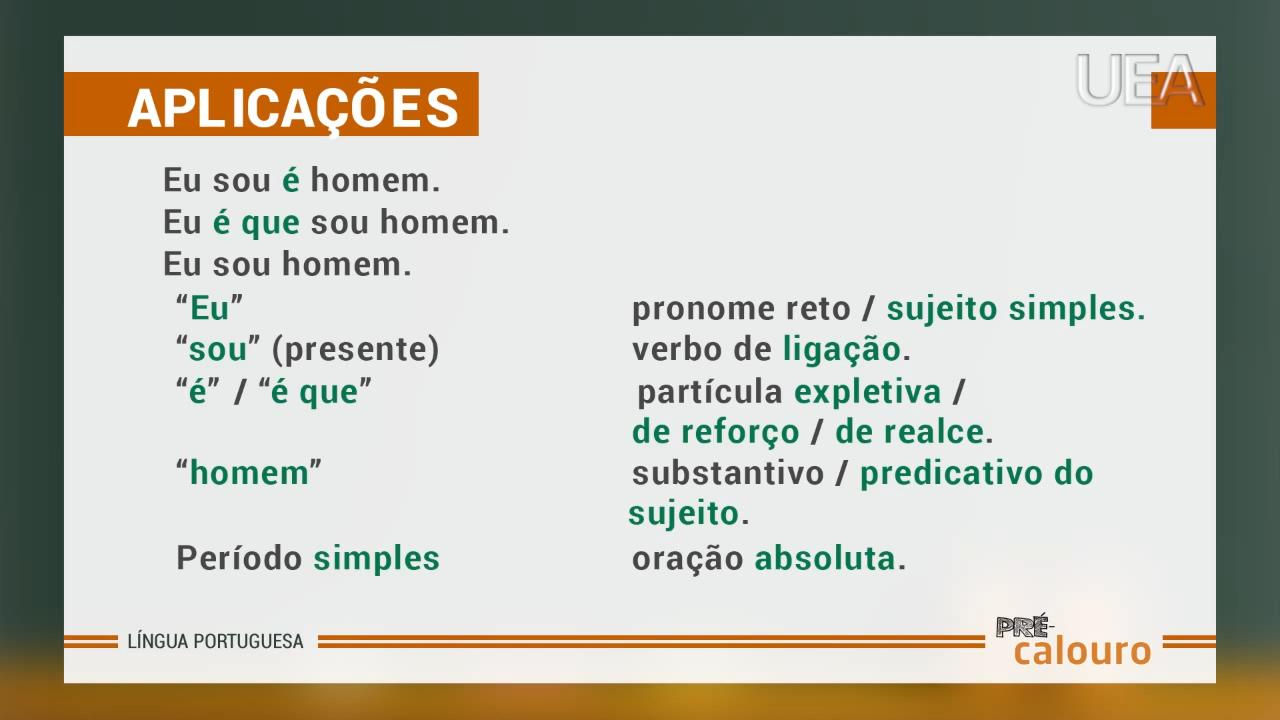 UEA
APLICAÇÕES
Eu sou é homem.
Eu é que sou homem.
Eu sou homem.
“Eu” pronome reto / sujeito simples.
“sou” (presente) verbo de ligação.
“é” / “é que” partícula expletiva /
de reforço / de realce.
“homem” substantivo / predicativo do
sujeito.
Período simples oração absoluta.
LÍNGUA PORTUGUESA
PRÉ-
calouro